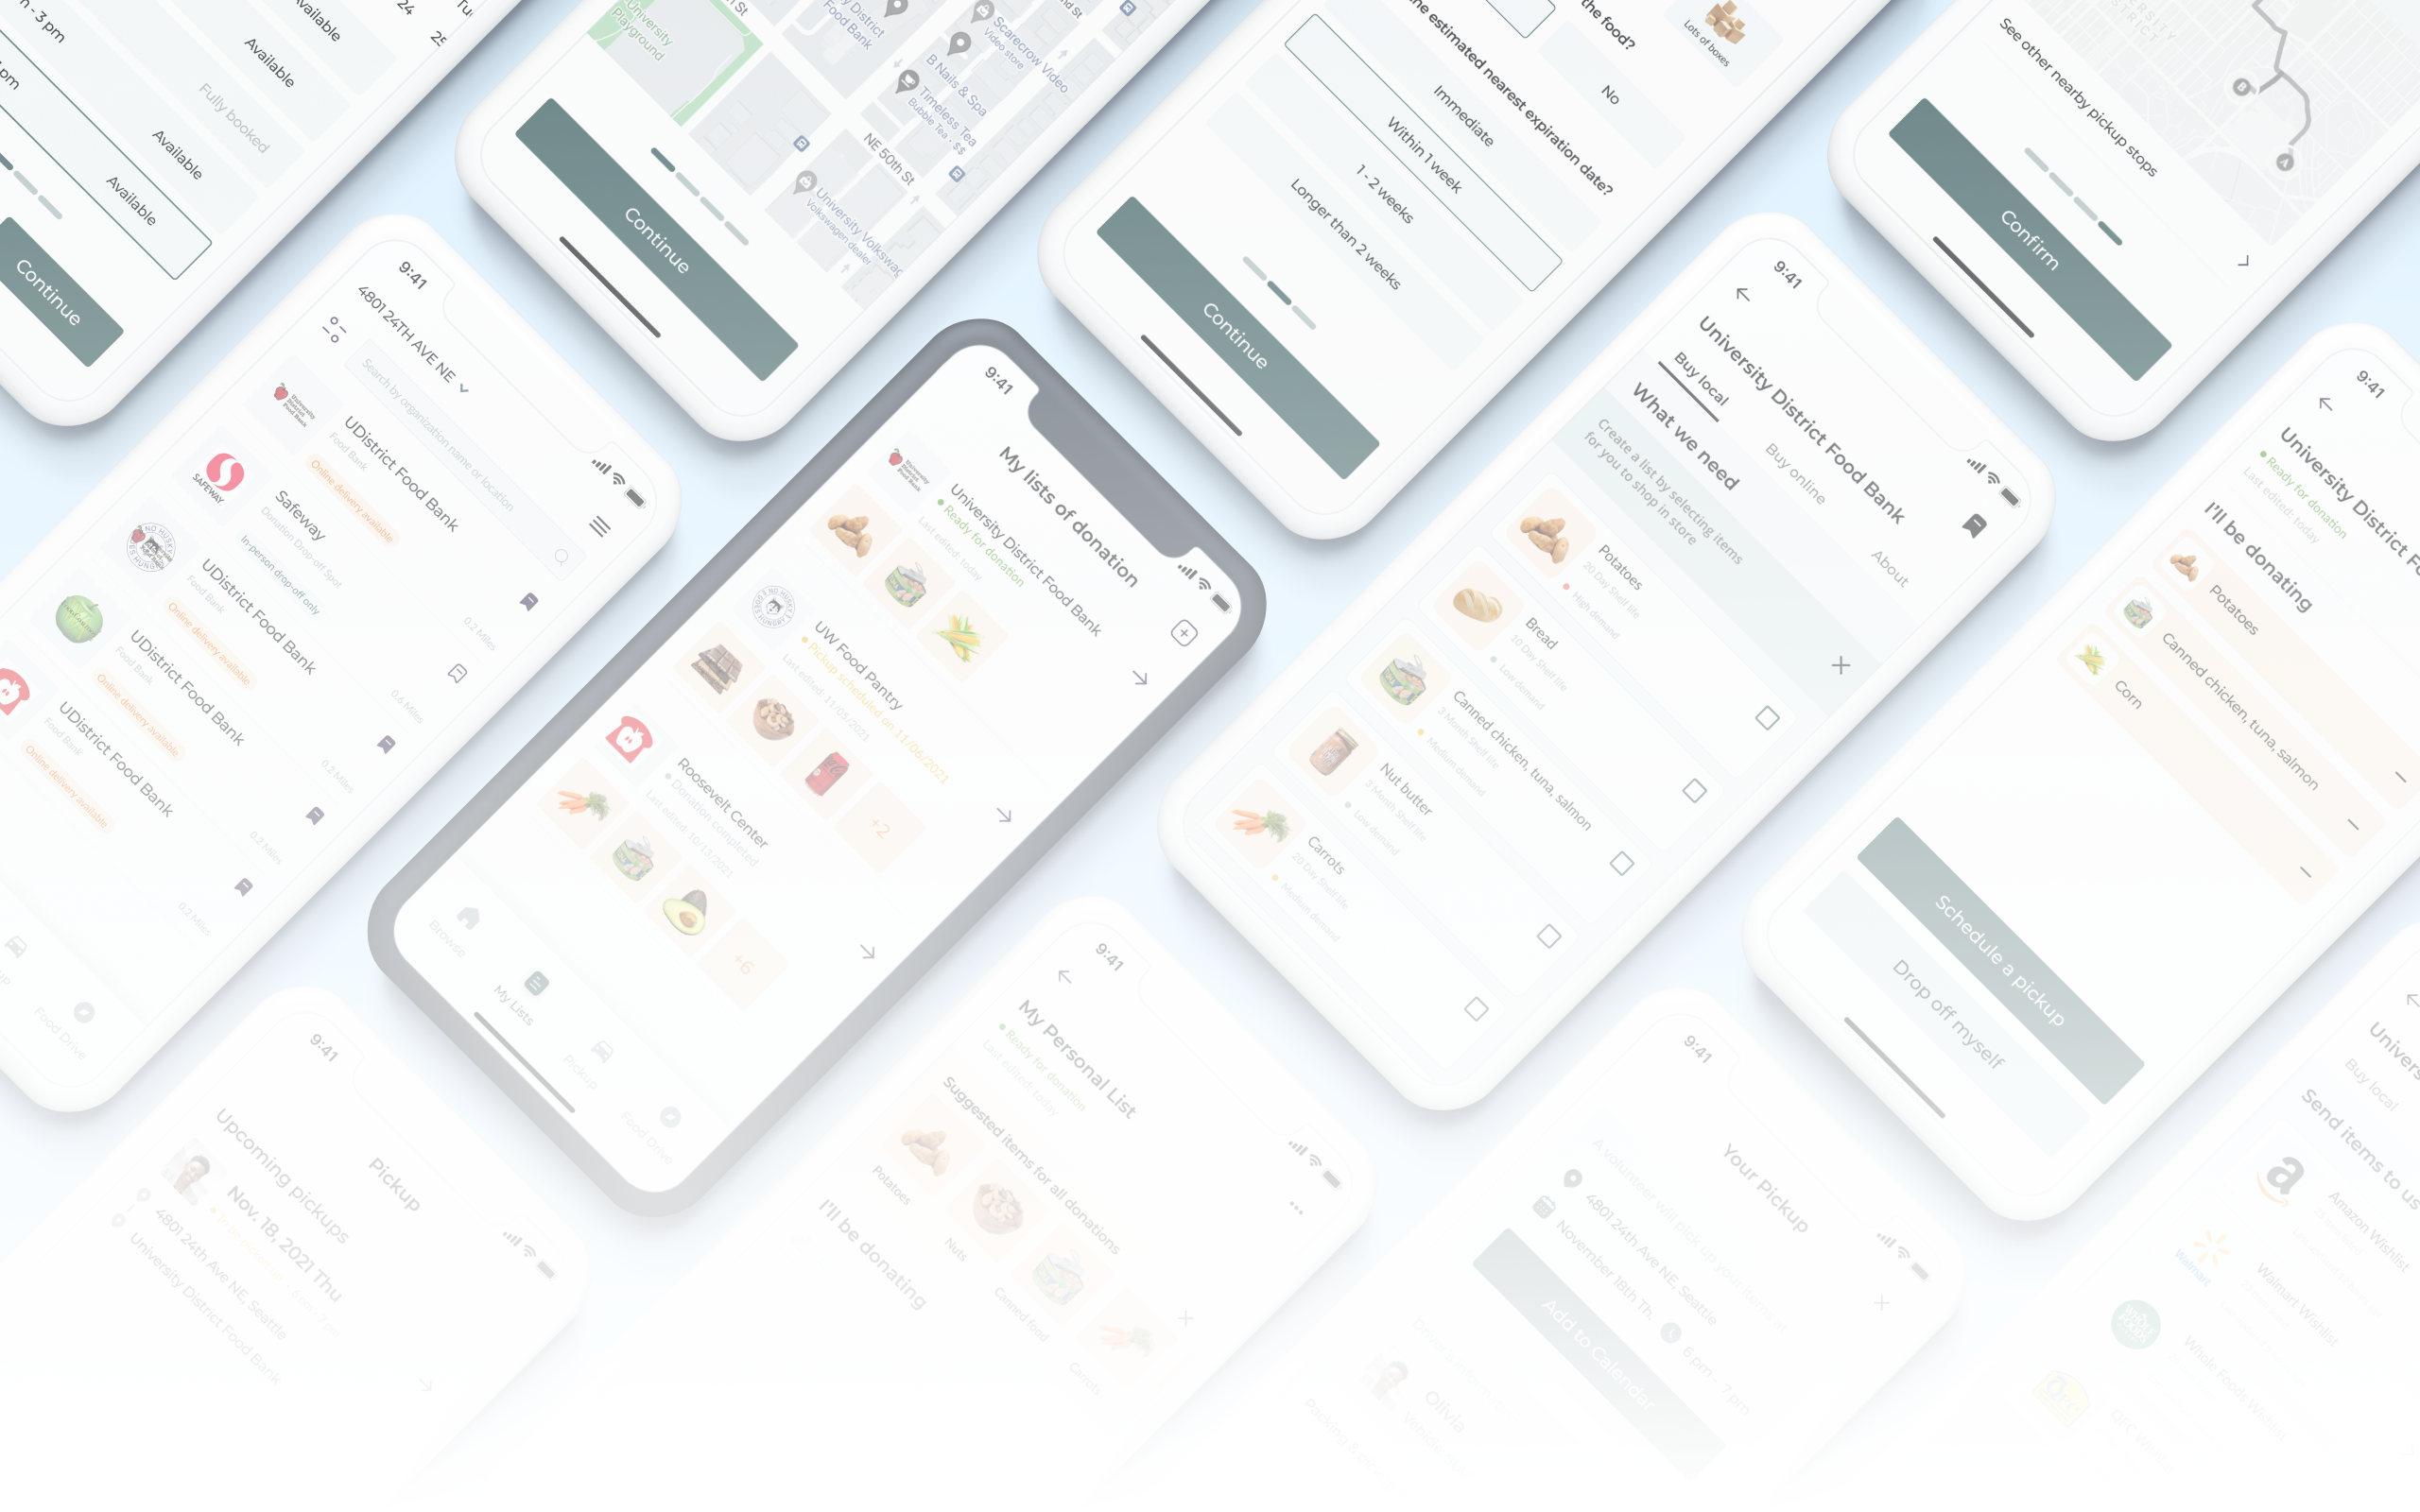 - 3 pm
pm
Available
Available
Fully booked
Available
Available
24
25
Tu
Continue
University
Playground
District
Food Bank
Scarecrow Video
Video store
B Nails & Spa
Timeless Tea
Bubble Tea · $$
NE 50th St
University Volkswag
Volkswagen dealer
Continue
the food?
Lots of boxes
No
ne estimated nearest expiration date?
Immediate
Within 1 week
1 - 2 weeks
Longer than 2 weeks
Continue
See other nearby pickup stops
B
A
Confirm
9:41
4801 24TH AVE NE
Search by organization name or location
University
District
Food Bank
UDistrict Food Bank
Food Bank
Online delivery available
0.2 Miles
SAFEWAY
Safeway
Donation Drop-off Spot
In-person drop-off only
0.6 Miles
UDistrict Food Bank
Food Bank
Online delivery available
0.2 Miles
UDistrict Food Bank
Food Bank
Online delivery available
0.2 Miles
UDistrict Food Bank
Food Bank
Online delivery available
0.2 Miles
Food Drive
9:41
My lists of donation
University
District
Food Bank
University District Food Bank
Ready for donation
Last edited: today
UW Food Pantry
Pickup scheduled on 11/06/2021
Last edited: 11/05/2021
+2
Roosevelt Center
Donation completed
Last edited: 10/13/2021
+6
Browse
My Lists
Pickup
Food Drive
9:41
University District Food Bank
Buy local
Buy online
About
What we need
Create a list by selecting items
for you to shop in store
Potatoes
20 Day Shelf life
High demand
Bread
10 Day Shelf life
Low demand
Canned chicken, tuna, salmon
3 Month Shelf life
Medium demand
Nut butter
3 Month Shelf life
Low demand
Carrots
20 Day Shelf life
Medium demand
9:41
University District F
Ready for donation
Last edited: today
I'll be donating
Potatoes
Canned chicken, tuna, salmon
Corn
Schedule a pickup
Drop off myself
9:41
Pickup
Upcoming pickups
Nov. 18, 2021 Thu
4801 24th Ave NE, Seattle
University District Food Bank
9:41
My Personal List
Ready for donation
Last edited: today
Suggested items for all donations
Potatoes
Nuts
Canned food
Carrots
I'll be donating
9:41
Your Pickup
A volunteer will pick up your items at
4801 24th Ave NE, Seattle
November 18th Th
6 pm - 7 pm
Add to Calendar
Olivia
Univers
Buy local
Send items to us
Amazon Wishlist
Walmart
Walmart Wishlist
Whole Foods Wishlist